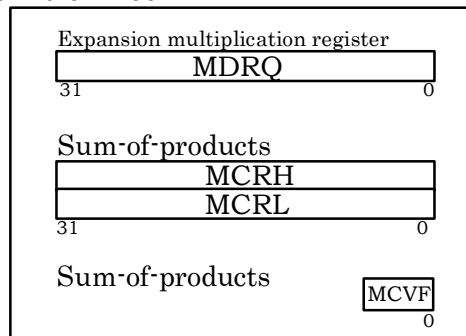 Expansion multiplication register
MDRQ
31 0
Sum-of-products
MCRH
MCRL
31 0
Sum-of-products
MCVF
0